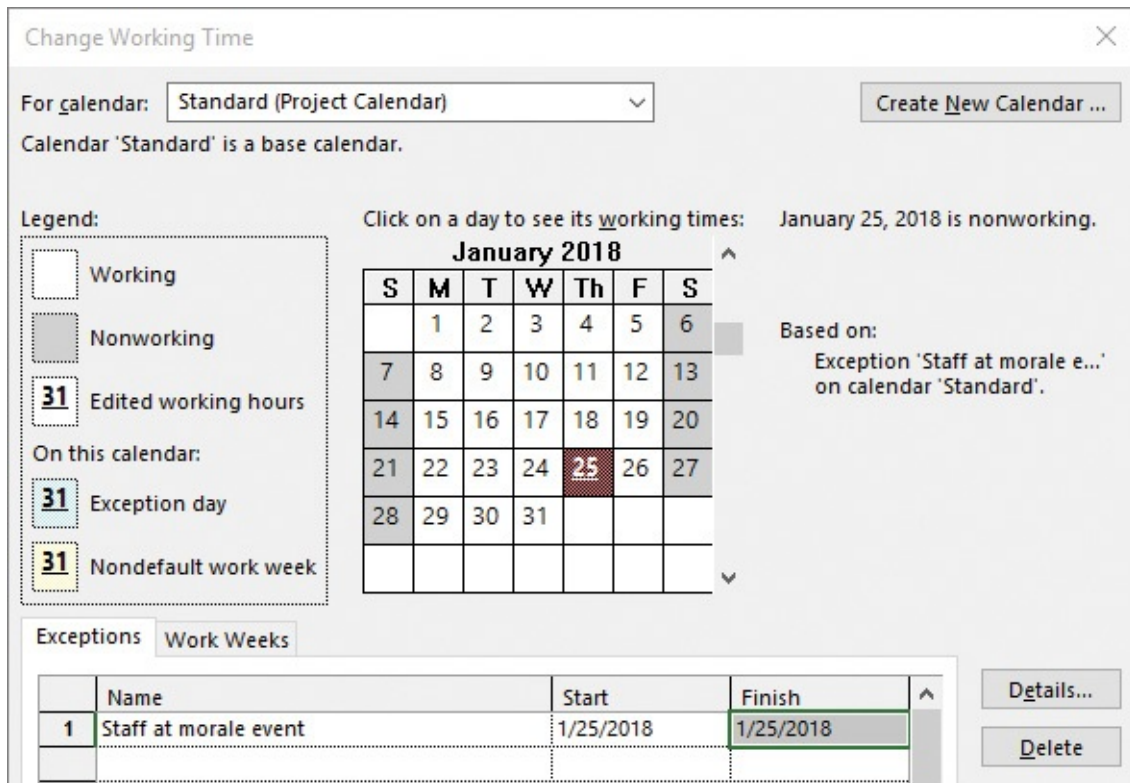 Change Working Time
For calendar: Standard (Project Calendar) Create New Calendar ...
Calendar 'Standard' is a base calendar.
Legend:
Working
Nonworking
31 Edited working hours
On this calendar:
31 Exception day
31 Nondefault work week
Click on a day to see its working times:
January 2018
S M T W Th F S
1 2 3 4 5 6
7 8 9 10 11 12 13
14 15 16 17 18 19 20
21 22 23 24 25 26 27
28 29 30 31
January 25, 2018 is nonworking.
Based on:
Exception 'Staff at morale e...'
on calendar 'Standard'.
Exceptions Work Weeks
Name Start Finish
1 Staff at morale event 1/25/2018 1/25/2018
Details...
Delete